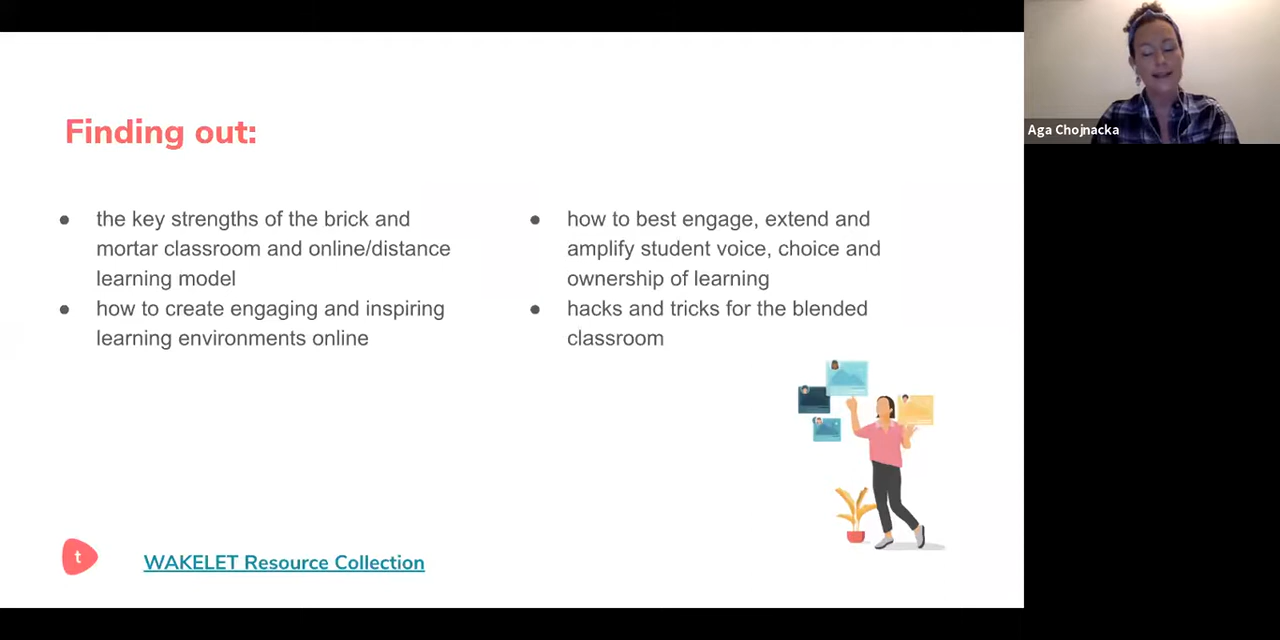 Finding out:
the key strengths of the brick and
mortar classroom and online/distance
learning model
how to create engaging and inspiring
learning environments online
how to best engage, extend and
amplify student voice, choice and
ownership of learning
hacks and tricks for the blended
classroom
t
WAKELET Resource Collection
Aga Chojnacka